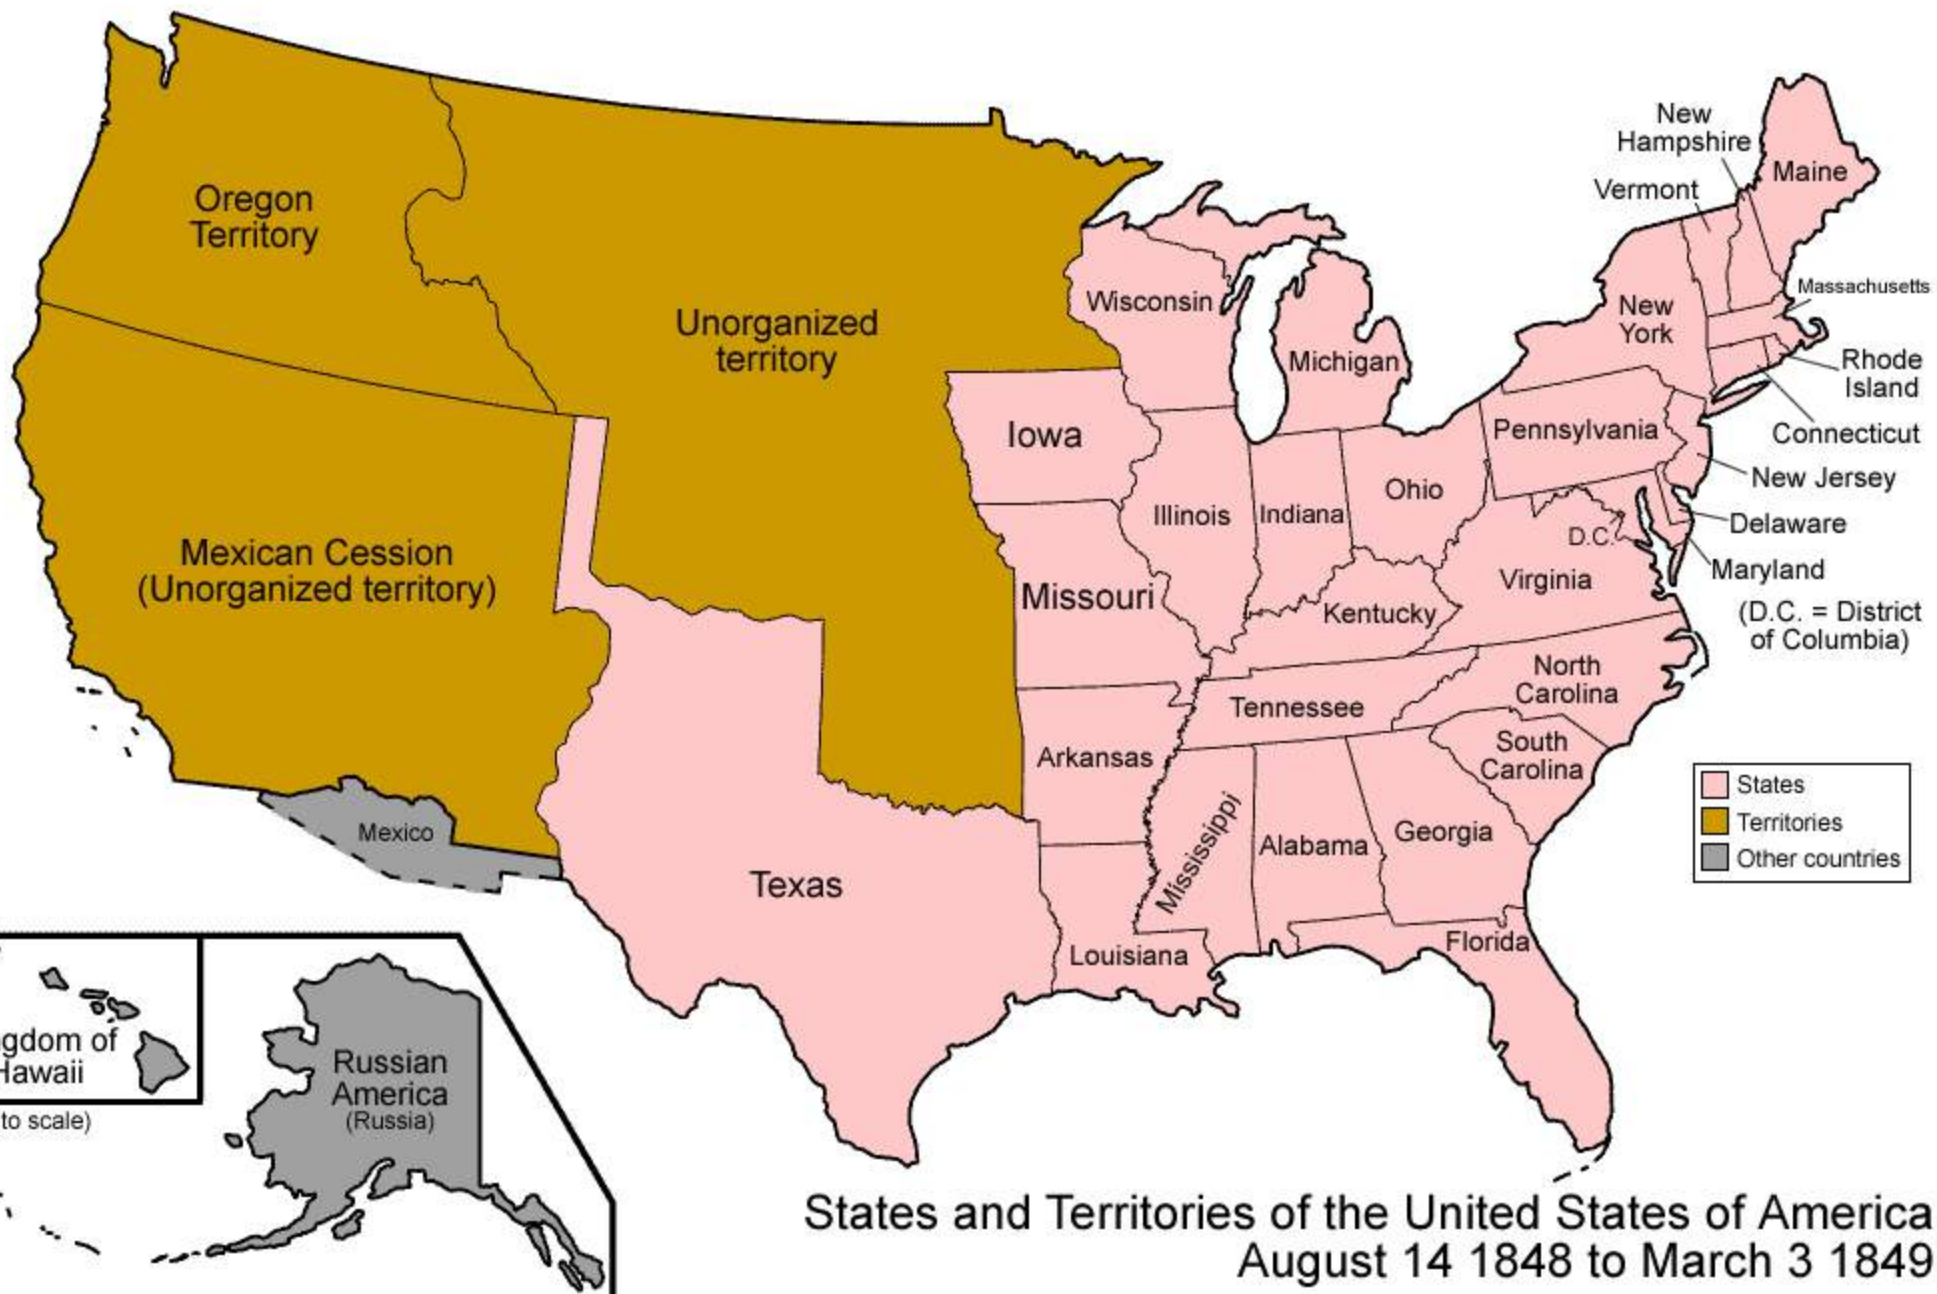 New
Hampshire
Maine
Vermont
Oregon
Territory
Massachusetts
Wisconsin
New
York
Unorganized
territory
Michigan
Rhode
Island
Iowa
Pennsylvania
Connecticut
New Jersey
Ohio
Illinois
Indiana
Delaware
D.C.
Mexican Cession
(Unorganized territory)
Maryland
Virginia
Missouri
Kentucky
(D.C. = District
of Columbia)
North
Carolina
Tennessee
South
Carolina
Arkansas
States
Territories
Other countries
Mexico
Mississippi
Alabama
Georgia
Texas
Florida
Louisiana
gdom of
Hawaii
to scale)
Russian
America
(Russia)
States and Territories of the United States of America
August 14 1848 to March 3 1849